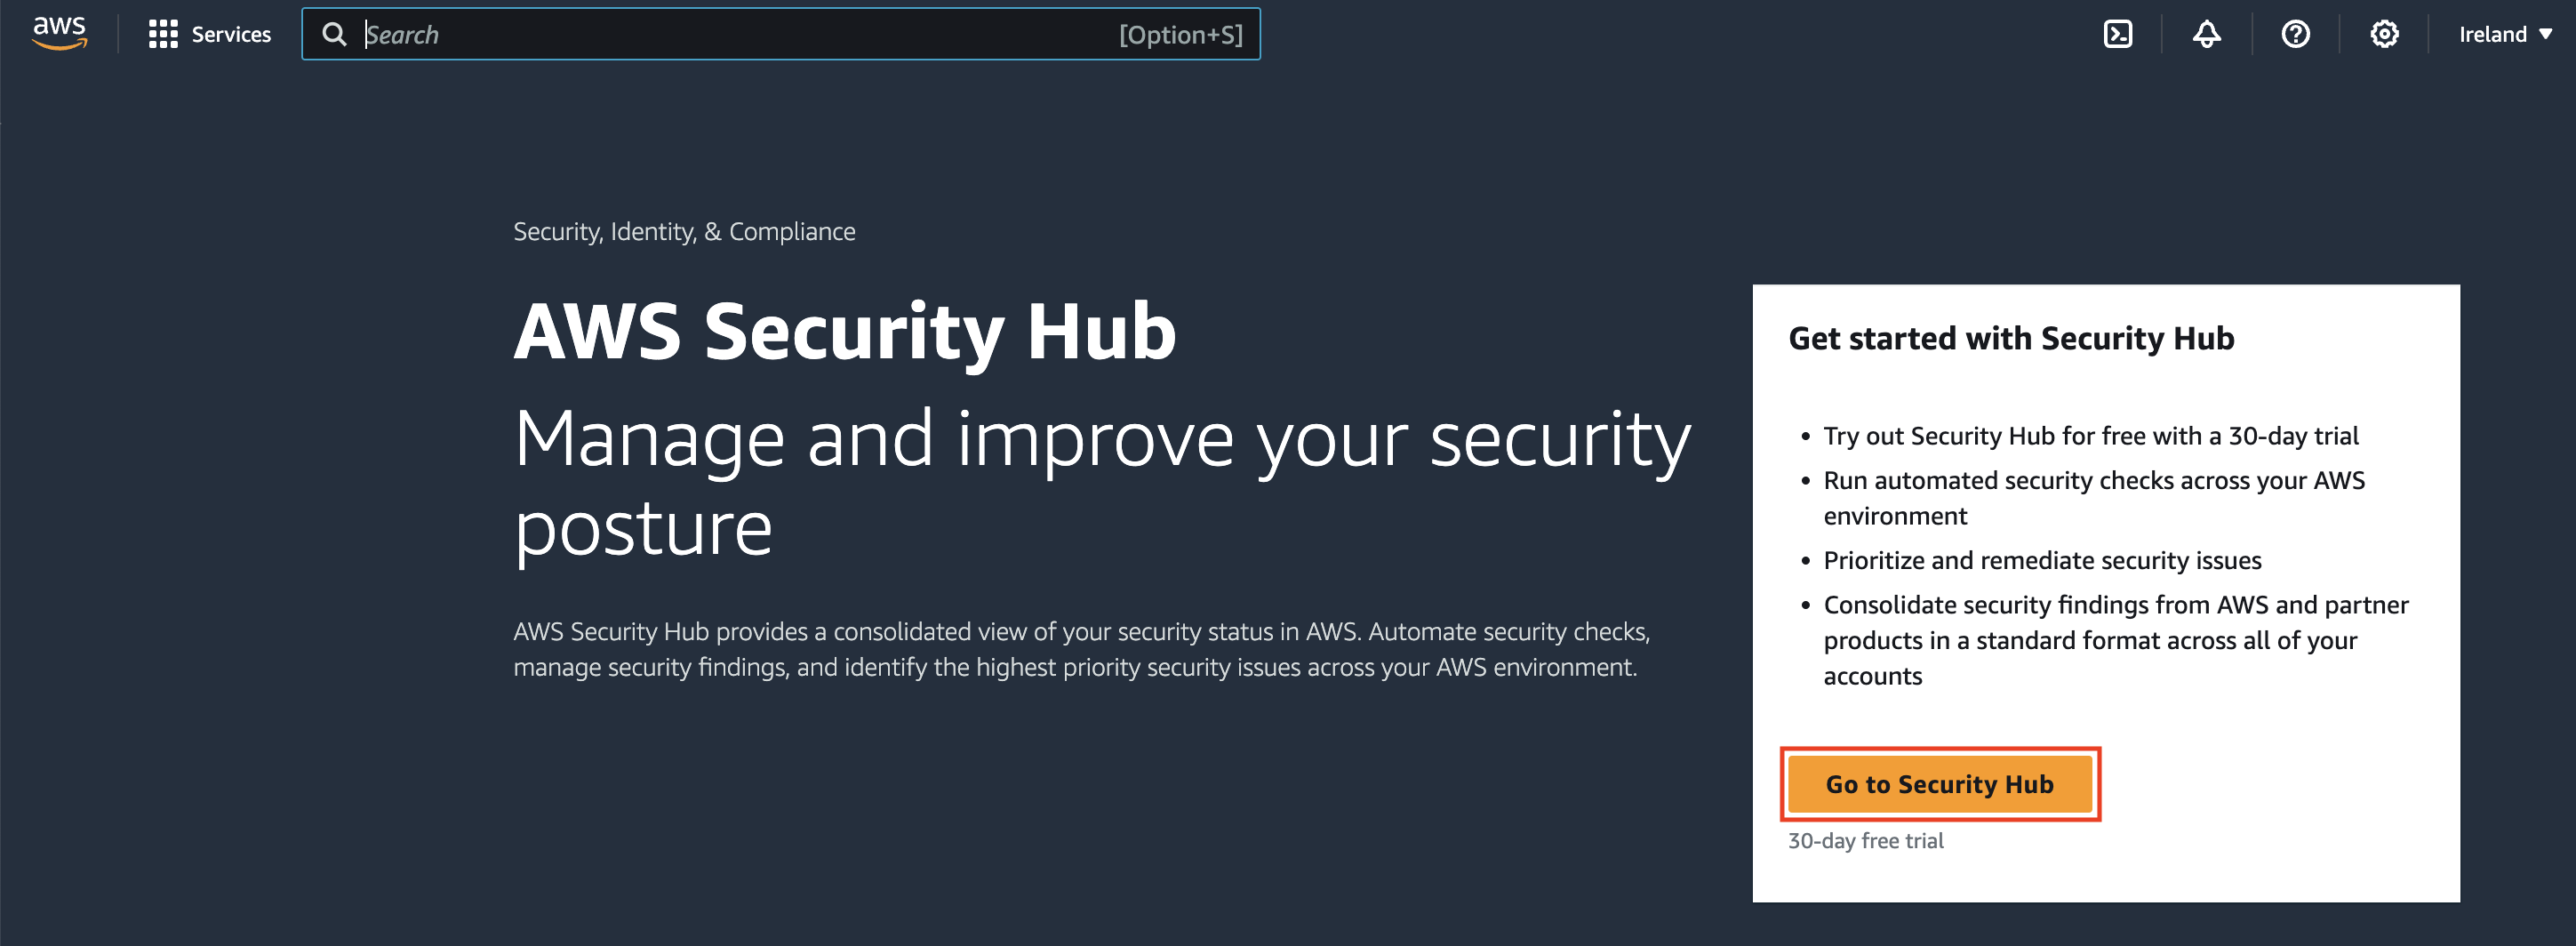 aws Services Search [Option+S] Ireland
Security, Identity, & Compliance
AWS Security Hub
Manage and improve your security
posture
AWS Security Hub provides a consolidated view of your security status in AWS. Automate security checks,
manage security findings, and identify the highest priority security issues across your AWS environment.
Get started with Security Hub
• Try out Security Hub for free with a 30-day trial
• Run automated security checks across your AWS
environment
• Prioritize and remediate security issues
• Consolidate security findings from AWS and partner
products in a standard format across all of your
accounts
Go to Security Hub
30-day free trial